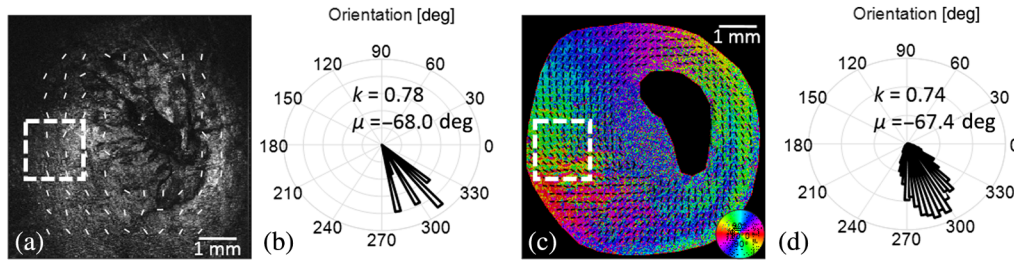 (a)
1 mm
Orientation [deg]
90
120
60
150
30
180
0
210
330
240
300
270
k = 0.78
μ = −68.0 deg
(b)
1 mm
(c)
Orientation [deg]
90
120
60
150
30
180
0
210
330
240
300
270
k = 0.74
μ = −67.4 deg
(d)